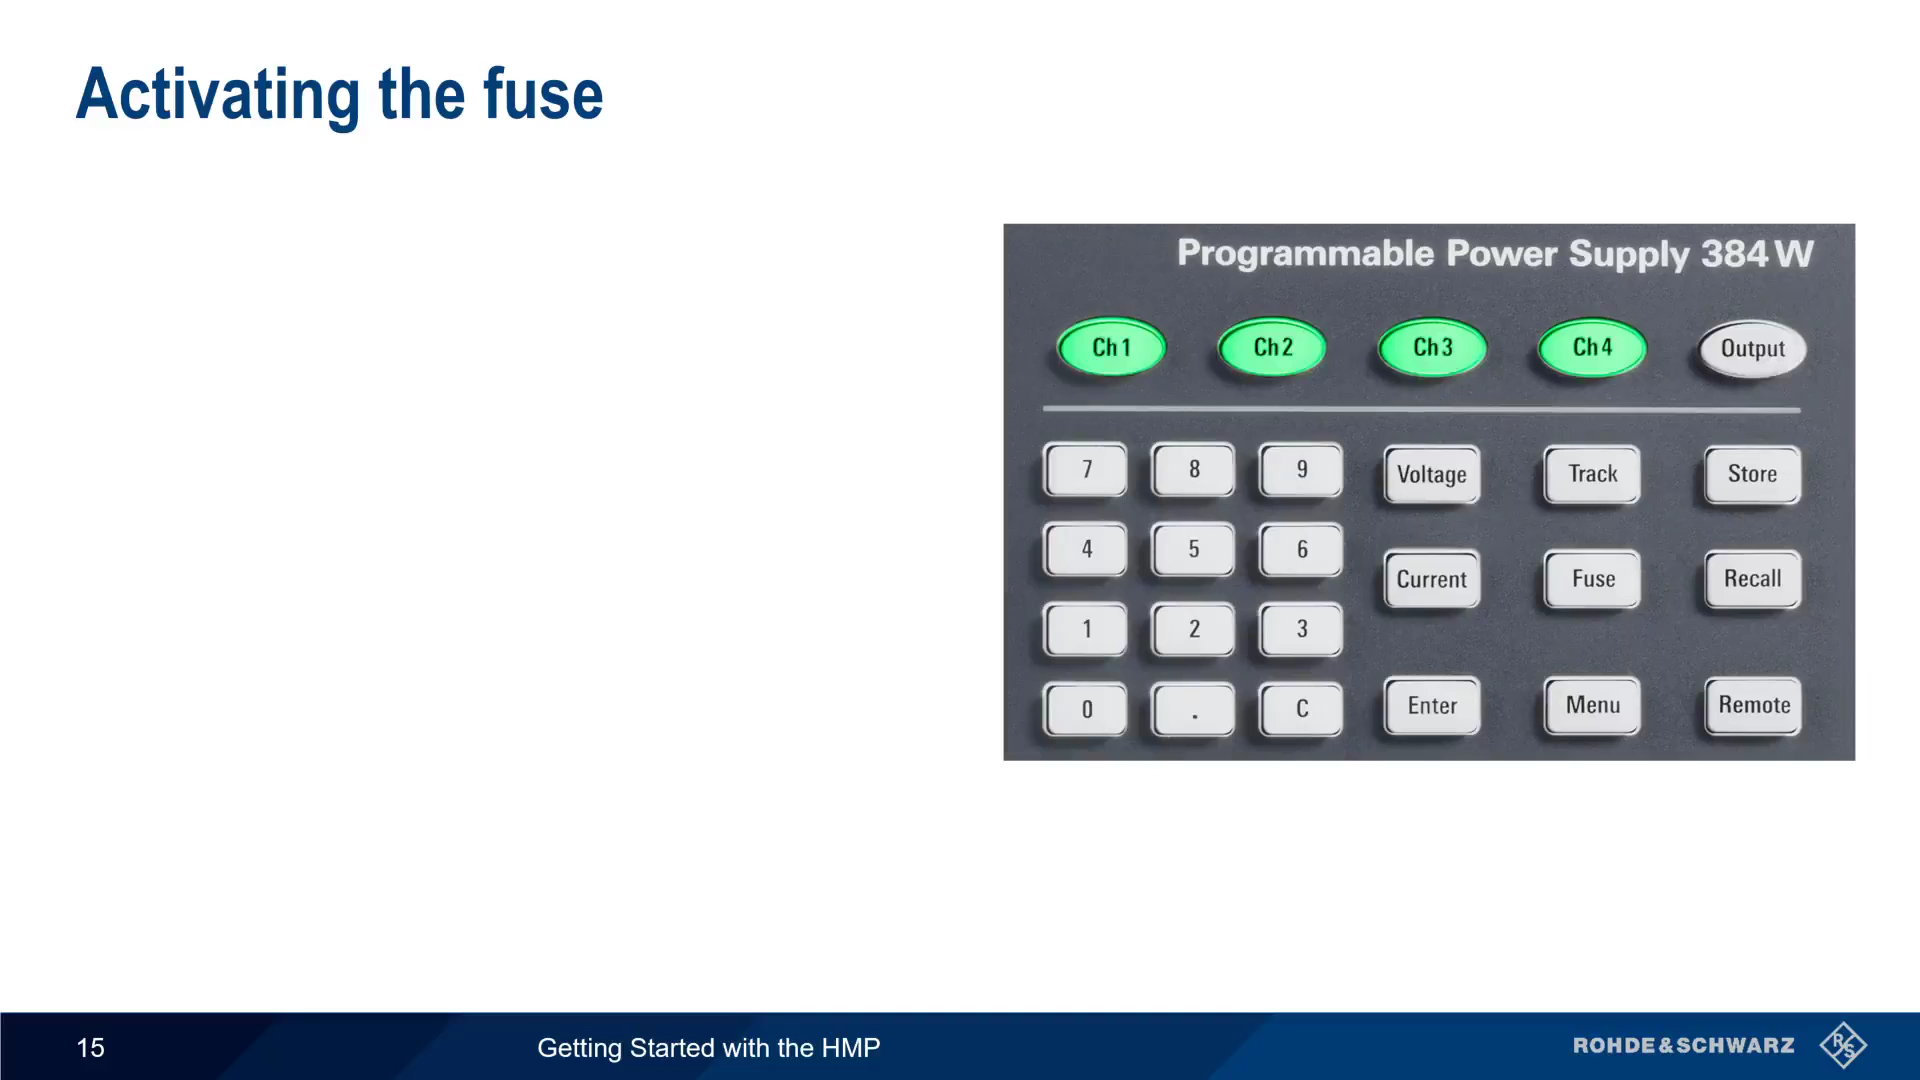 Activating the fuse
Programmable Power Supply 384 W
Ch 1 Ch 2 Ch 3 Ch 4 Output
7 8 9 Voltage Track Store
4 5 6 Current Fuse Recall
1 2 3
0 . C Enter Menu Remote
15 Getting Started with the HMP ROHDE&SCHWARZ R S